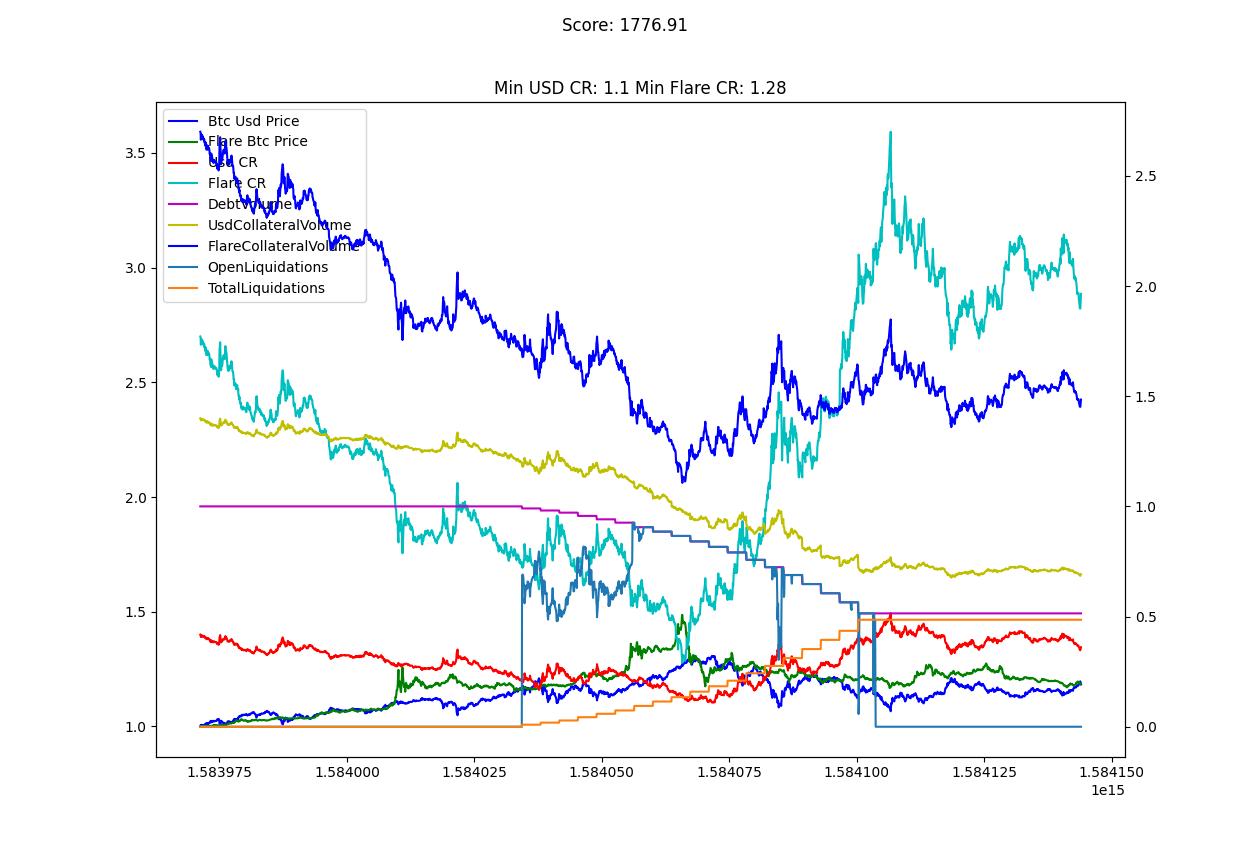 Score: 1776.91
Min USD CR: 1.1 Min Flare CR: 1.28
Btc Usd Price
Flare Btc Price
Usd CR
Flare CR
DebtVolume
UsdCollateralVolume
FlareCollateralVolume
OpenLiquidations
TotalLiquidations
3.5
3.0
2.5
2.0
1.5
1.0
2.5
2.0
1.5
1.0
0.5
0.0
1.583975 1.584000 1.584025 1.584050 1.584075 1.584100 1.584125 1.584150
1e15